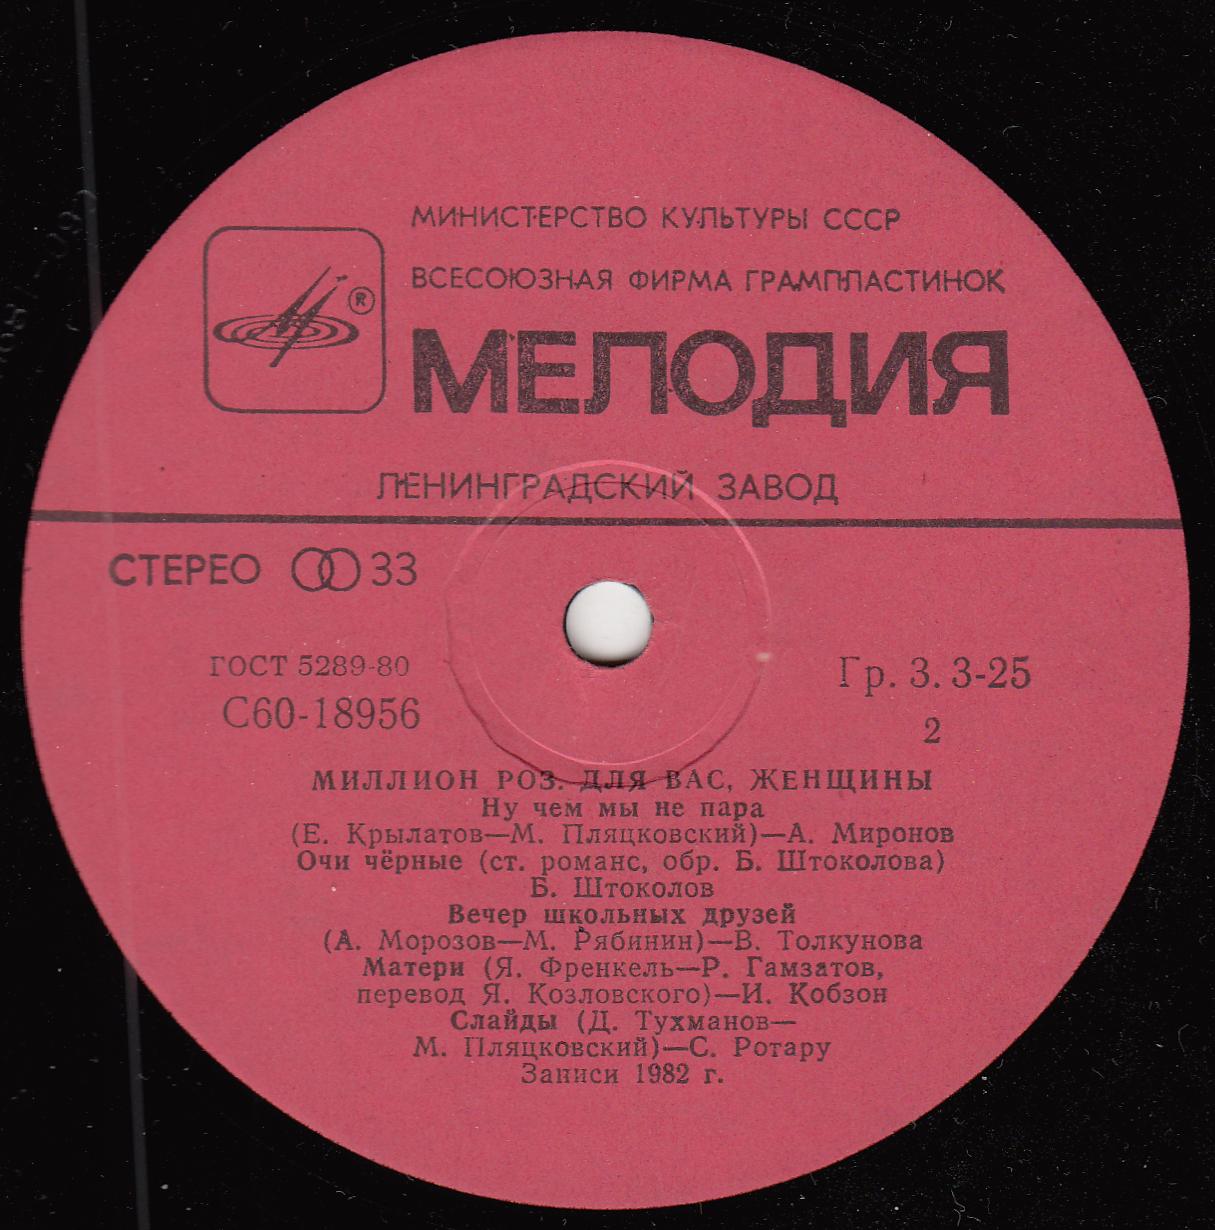 МИНИСТЕРСТВО КУЛЬТУРЫ СССР
ВСЕСОЮЗНАЯ ФИРМА ГРАМПЛАСТИНОК
®
МЕЛОДИЯ
ЛЕНИНГРАДСКИЙ ЗАВОД
СТЕРЕО 33
ГОСТ 5289-80
Гр. 3. 3-25
С60-18956
2
МИЛЛИОН РОЗ. ДЛЯ ВАС, ЖЕНЩИНЫ
Ну чем мы не пара
(Е. Крылатов—М. Пляцковский)—А. Миронов
Очи чёрные (ст. романс, обр. Б. Штоколова)
Б. Штоколов
Вечер школьных друзей
(А. Морозов—М. Рябинин)—В. Толкунова
Матери (Я. Френкель—Р. Гамзатов,
перевод Я. Козловского)—И. Кобзон
Слайды (Д. Тухманов—
М. Пляцковский)—С. Ротару
Записи 1982 г.